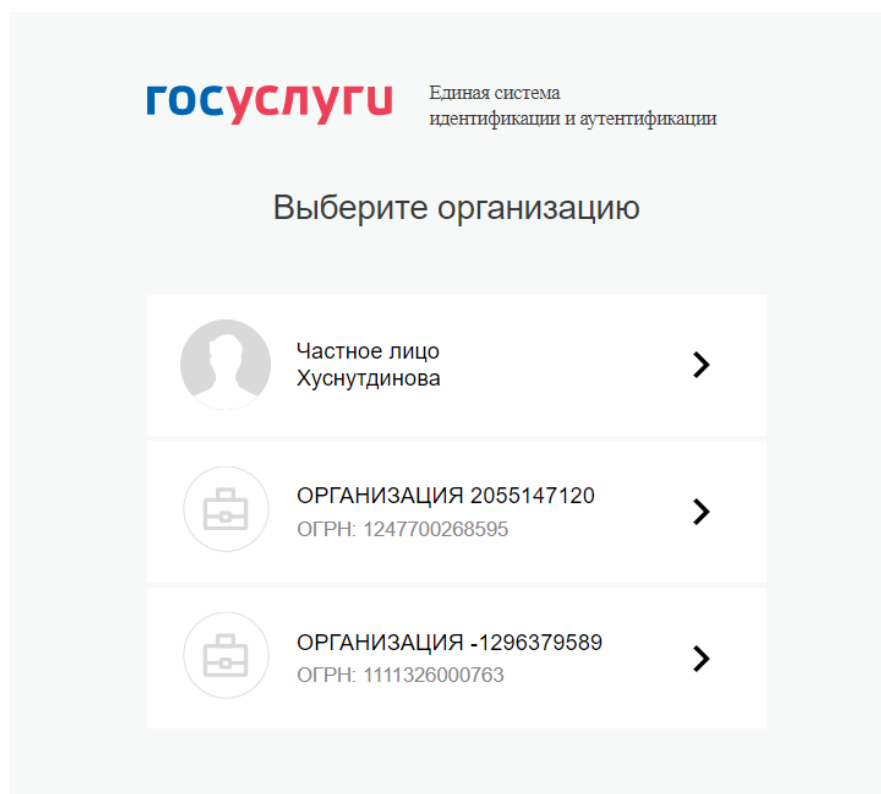 госуслуги
Единая система
идентификации и аутентификации
Выберите организацию
Частное лицо
Хуснутдинова
ОРГАНИЗАЦИЯ 2055147120
ОГРН: 1247700268595
ОРГАНИЗАЦИЯ -1296379589
ОГРН: 1111326000763